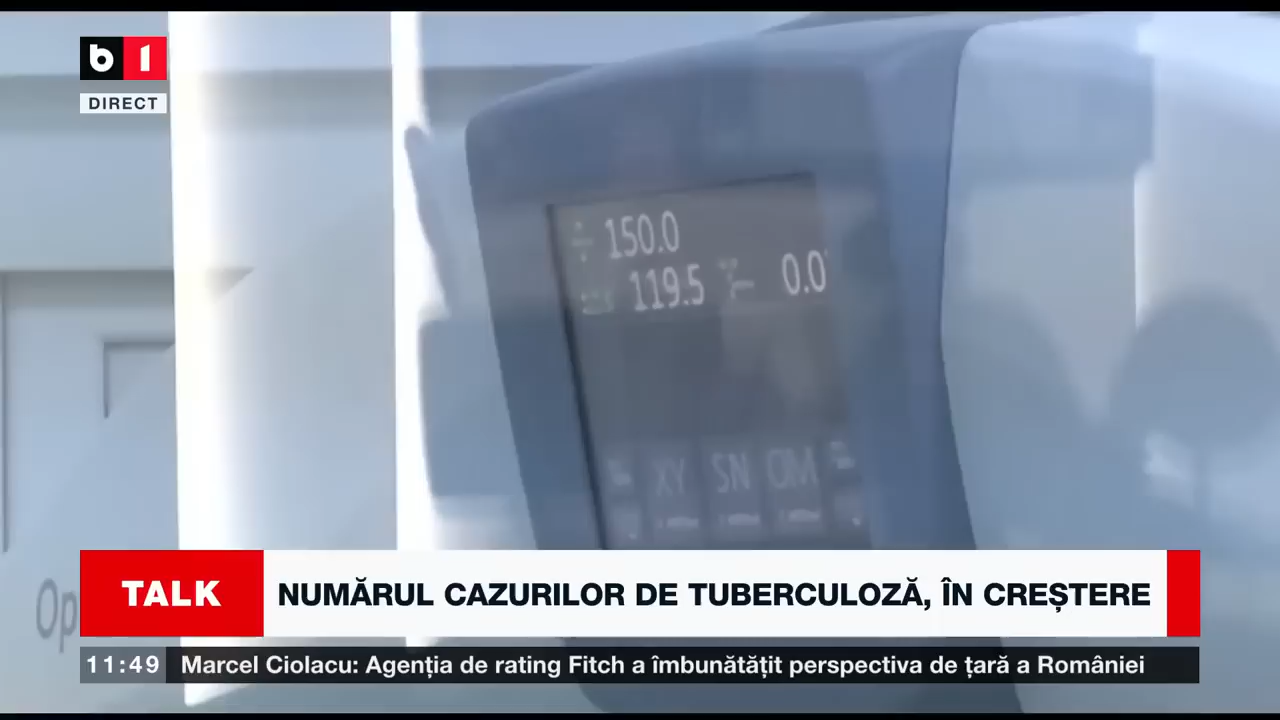 b1
DIRECT
150.0
119.5 0.0
XY SN OM
Op
TALK
NUMĂRUL CAZURILOR DE TUBERCULOZĂ, ÎN CREȘTERE
11:49 Marcel Ciolacu: Agenția de rating Fitch a îmbunătățit perspectiva de țară a României